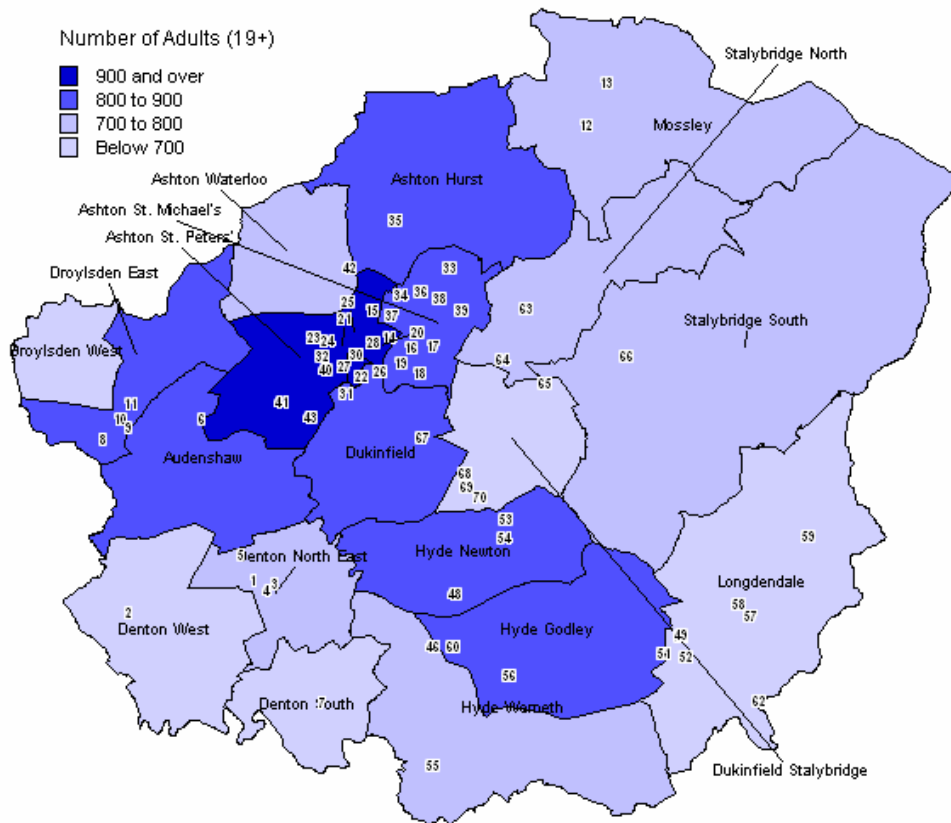 Number of Adults (19+)
900 and over
800 to 900
700 to 800
Below 700
Stalybridge North
13
12
Mossley
Ashton Waterloo
Ashton Hurst
Ashton St. Michael's
Ashton St. Peters'
35
Droylsden East
42
33
34
36
38
25
15
37
39
63
21
Stalybridge South
Droylsden West
23
24
28
14
20
16
17
32
30
64
66
40
27
22
26
19
18
65
31
11
41
43
10
9
6
8
67
Audenshaw
Dukinfield
68
69
70
53
54
59
5
Denton North East
Hyde Newton
1
4
3
48
Longdendale
58
57
2
Denton West
Hyde Godley
49
46
60
51
52
56
Denton South
7
Hyde Werneth
62
55
Dukinfield Stalybridge